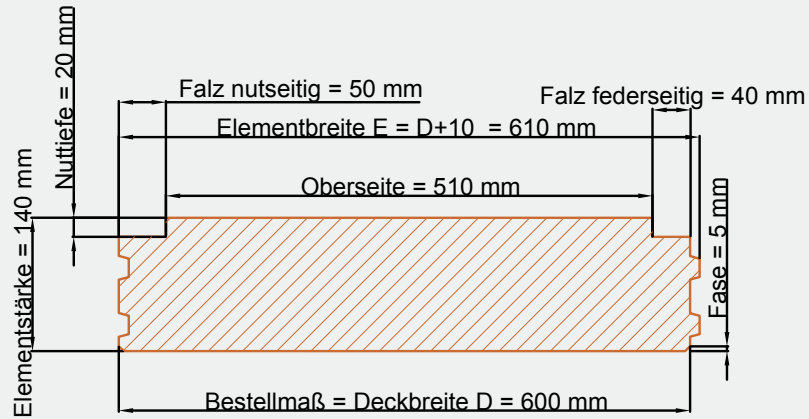 Nuttiefe = 20 mm
Falz nutseitig = 50 mm
Falz federseitig = 40 mm
Elementbreite E = D+10  = 610 mm
Oberseite = 510 mm
Elementstärke = 140 mm
Fase = 5 mm
Bestellmaß = Deckbreite D = 600 mm